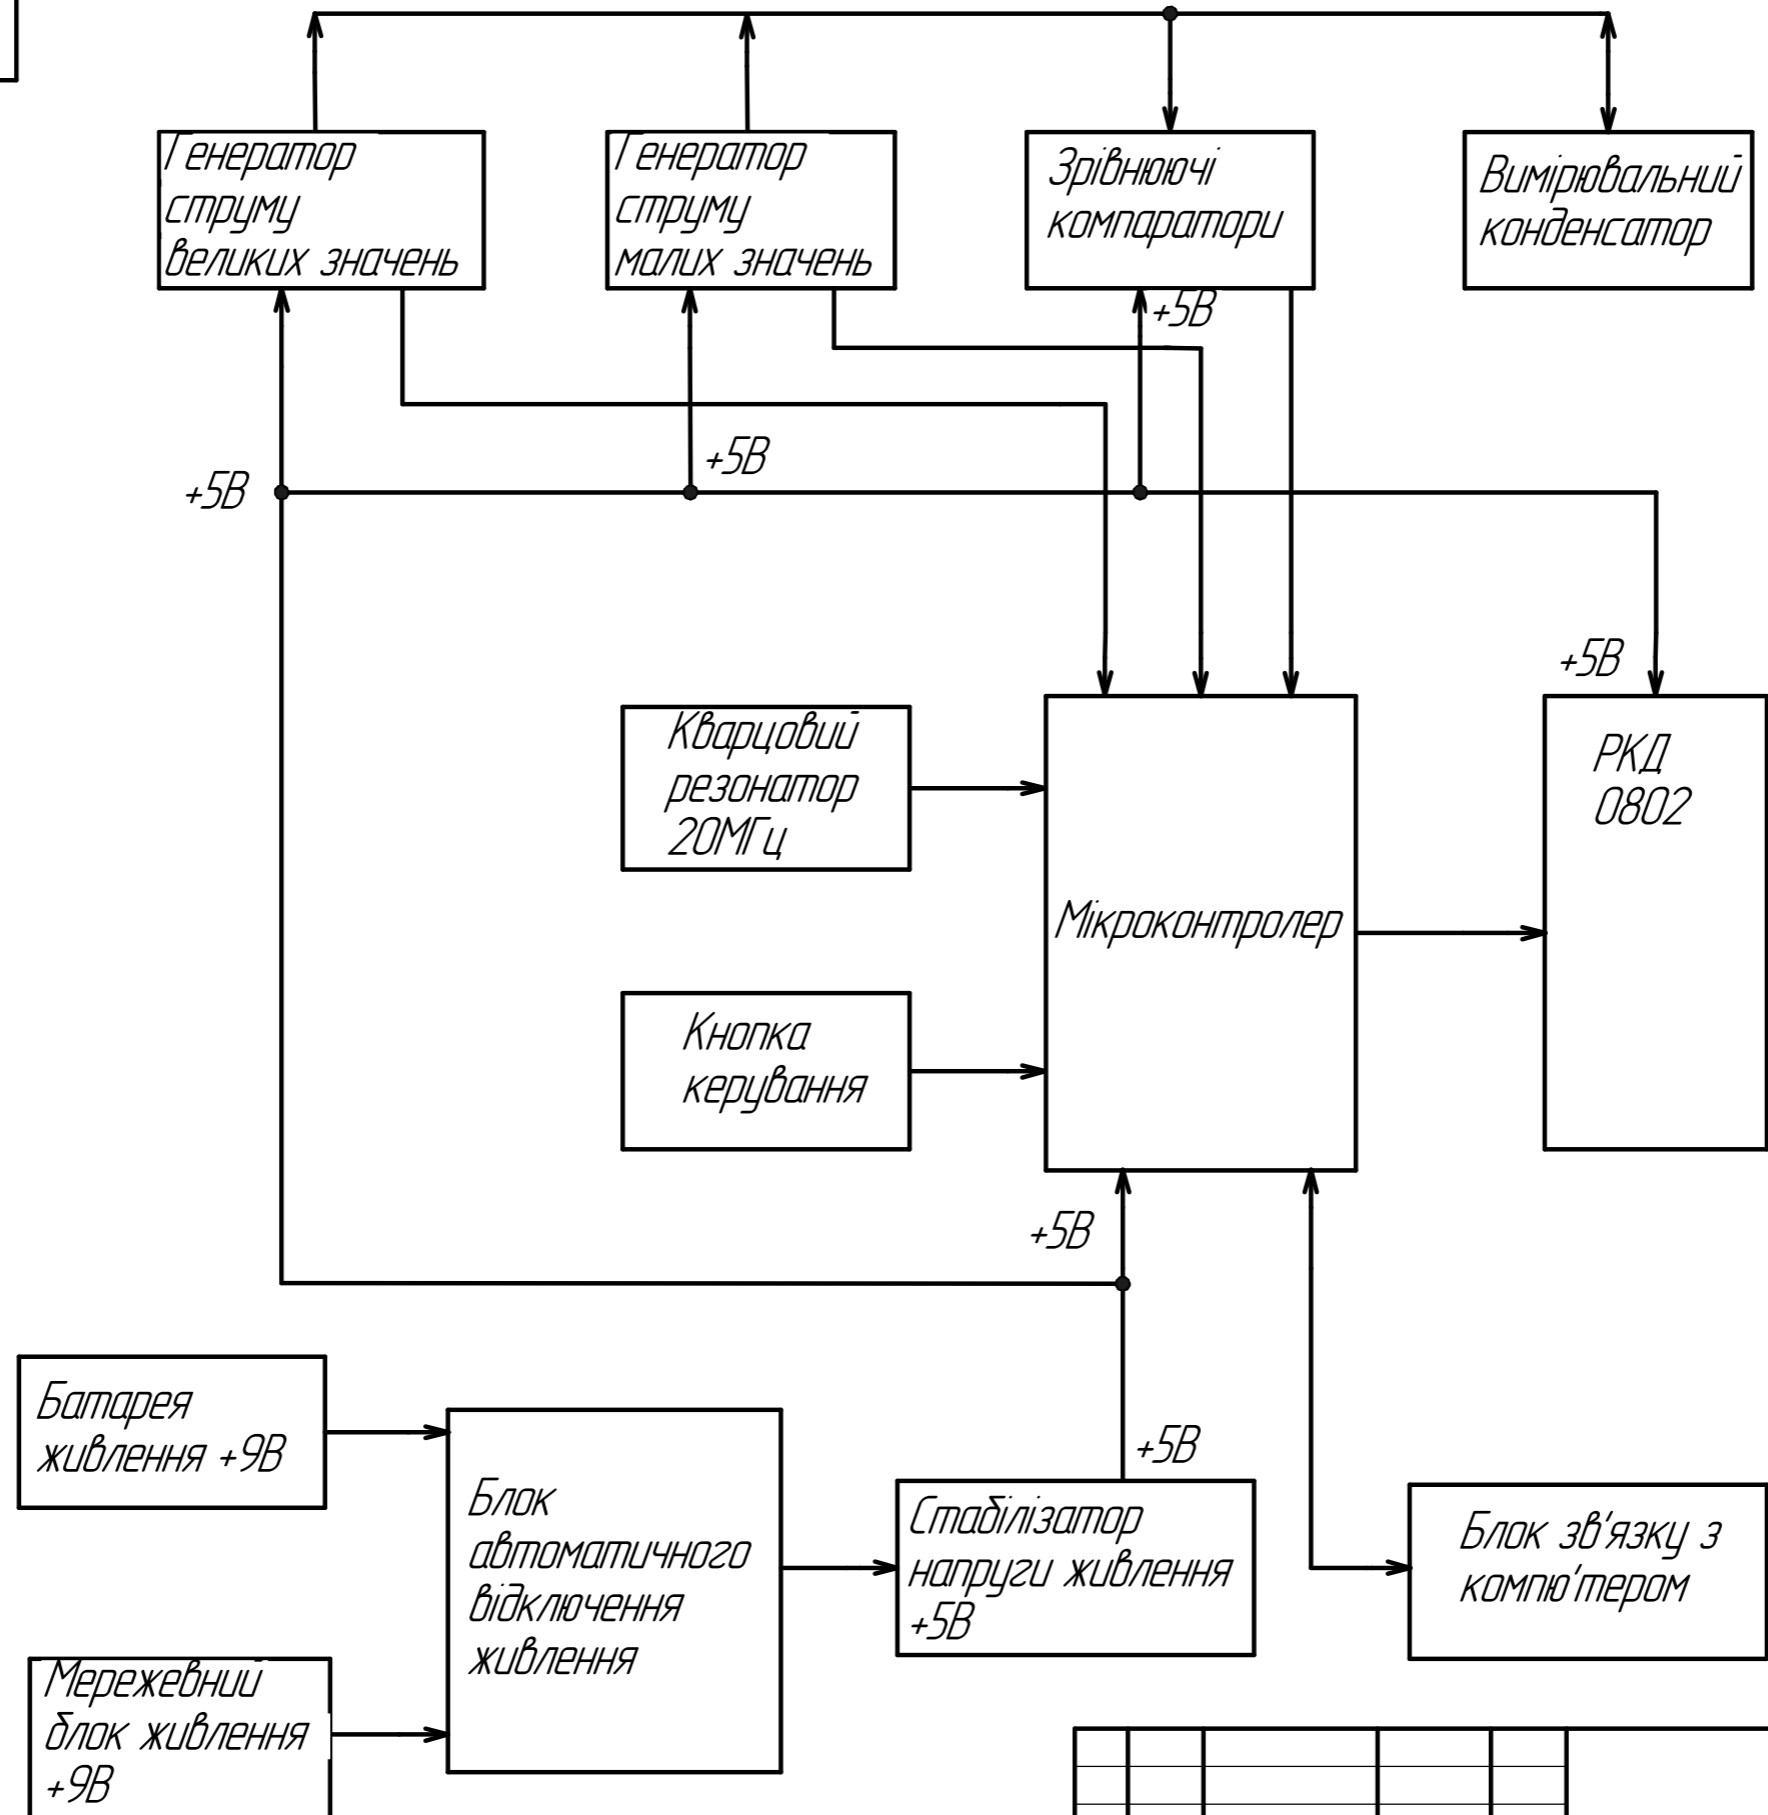 Генератор
струму
великих значень
Генератор
струму
малих значень
Зрівнюючі
компаратори
Вимірювальний
конденсатор
+5В
+5В
+5В
+5В
Кварцовий
резонатор
20МГц
РКД
0802
Мікроконтролер
Кнопка
керування
+5В
Батарея
живлення +9В
+5В
Блок
автоматичного
відключення
живлення
Стабілізатор
напруги живлення
+5В
Блок зв'язку з
компю'тером
Мережевний
блок живлення
+9В